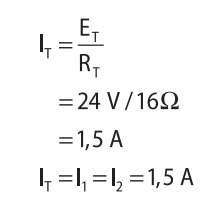 I_T = E_T / R_T
= 24 V / 16Ω
= 1,5 A
I_T = I_1 = I_2 = 1,5 A